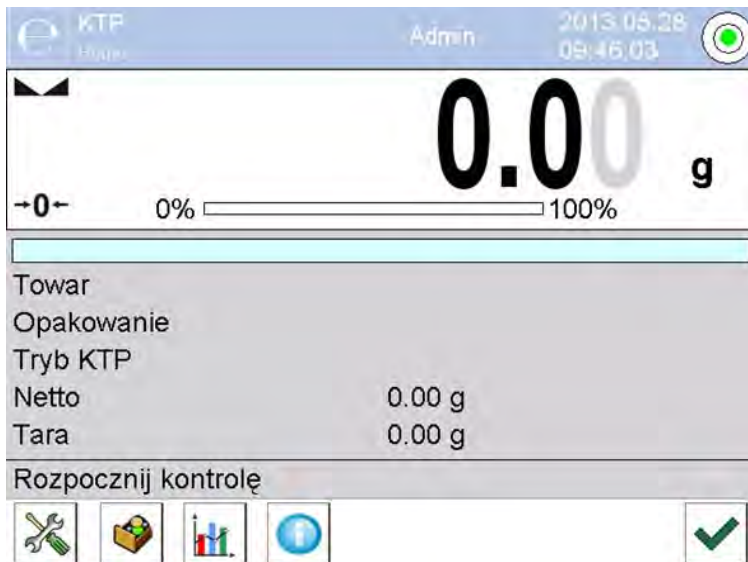 KTP
Admin
2013.05.28
09:46:03
0.00 g
→0←
0% 100%
Towar
Opakowanie
Tryb KTP
Netto 0.00 g
Tara 0.00 g
Rozpocznij kontrolę